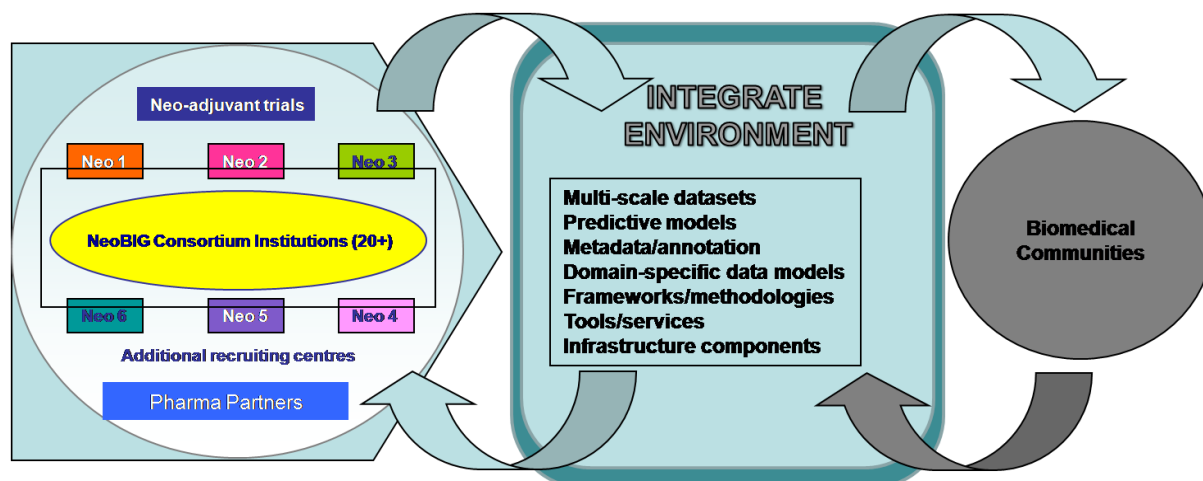 Neo-adjuvant trials
Neo 1
Neo 2
Neo 3
NeoBIG Consortium Institutions (20+)
Neo 6
Neo 5
Neo 4
Additional recruiting centres
Pharma Partners
INTEGRATE
ENVIRONMENT
Multi-scale datasets
Predictive models
Metadata/annotation
Domain-specific data models
Frameworks/methodologies
Tools/services
Infrastructure components
Biomedical
Communities